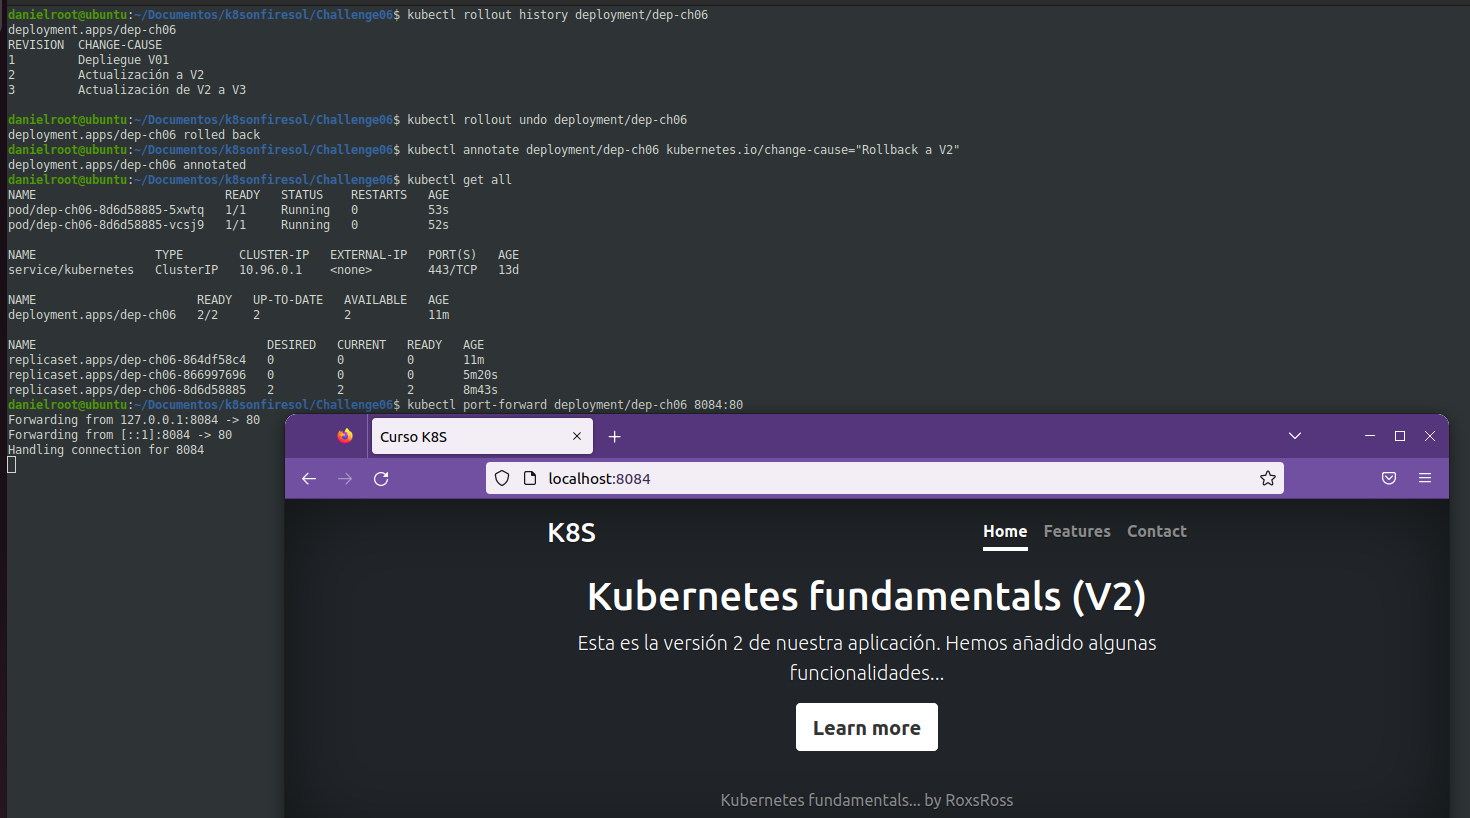 danielroot@ubuntu:~/Documentos/k8sonfiresol/Challenge06$ kubectl rollout history deployment/dep-ch06
deployment.apps/dep-ch06
REVISION  CHANGE-CAUSE
1         Depliegue V01
2         Actualización a V2
3         Actualización de V2 a V3
danielroot@ubuntu:~/Documentos/k8sonfiresol/Challenge06$ kubectl rollout undo deployment/dep-ch06
deployment.apps/dep-ch06 rolled back
danielroot@ubuntu:~/Documentos/k8sonfiresol/Challenge06$ kubectl annotate deployment/dep-ch06 kubernetes.io/change-cause="Rollback a V2"
deployment.apps/dep-ch06 annotated
danielroot@ubuntu:~/Documentos/k8sonfiresol/Challenge06$ kubectl get all
NAME                           READY   STATUS    RESTARTS   AGE
pod/dep-ch06-8d6d58885-5xwtq   1/1     Running   0          53s
pod/dep-ch06-8d6d58885-vcsj9   1/1     Running   0          52s
NAME                 TYPE        CLUSTER-IP   EXTERNAL-IP   PORT(S)   AGE
service/kubernetes   ClusterIP   10.96.0.1    <none>        443/TCP   13d
NAME                       READY   UP-TO-DATE   AVAILABLE   AGE
deployment.apps/dep-ch06   2/2     2            2           11m
NAME                                 DESIRED   CURRENT   READY   AGE
replicaset.apps/dep-ch06-864df58c4   0         0         0       11m
replicaset.apps/dep-ch06-866997696   0         0         0       5m20s
replicaset.apps/dep-ch06-8d6d58885   2         2         2       8m43s
danielroot@ubuntu:~/Documentos/k8sonfiresol/Challenge06$ kubectl port-forward deployment/dep-ch06 8084:80
Forwarding from 127.0.0.1:8084 -> 80
Forwarding from [::1]:8084 -> 80
Handling connection for 8084
Curso K8S
localhost:8084
K8S
Home Features Contact
Kubernetes fundamentals (V2)
Esta es la versión 2 de nuestra aplicación. Hemos añadido algunas
funcionalidades...
Learn more
Kubernetes fundamentals... by RoxsRoss